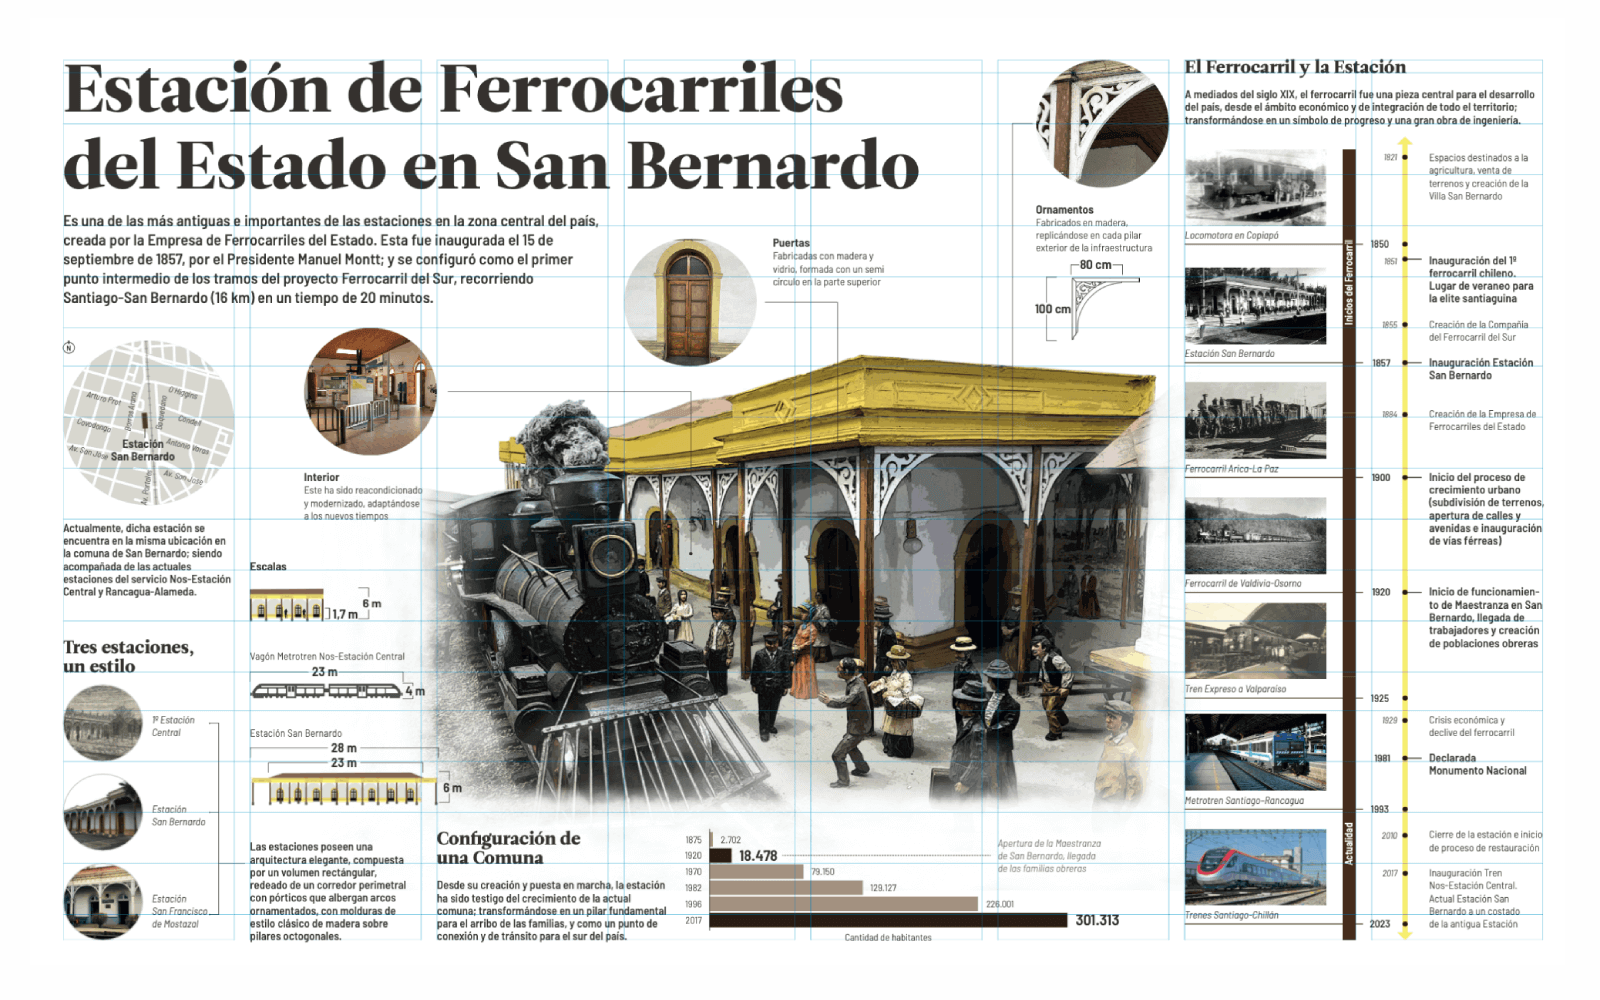 Estación de Ferrocarriles
del Estado en San Bernardo
Es una de las más antiguas e importantes de las estaciones en la zona central del país,
creada por la Empresa de Ferrocarriles del Estado. Esta fue inaugurada el 15 de
septiembre de 1857, por el Presidente Manuel Montt; y se configuró como el primer
punto intermedio de los tramos del proyecto Ferrocarril del Sur, recorriendo
Santiago-San Bernardo (16 km) en un tiempo de 20 minutos.
N
Arturo Prat
O'Higgins
Barros Arana
Baquedano
Covadonga
Condell
Estación
San Bernardo
Antonio Varas
Av. San José
Av. San José
Av. Portales
Actualmente, dicha estación se
encuentra en la misma ubicación en
la comuna de San Bernardo; siendo
acompañada de las actuales
estaciones del servicio Nos-Estación
Central y Rancagua-Alameda.
Tres estaciones,
un estilo
1ª Estación
Central
Estación
San Bernardo
Estación
San Francisco
de Mostazal
Interior
Este ha sido reacondicionado
y modernizado, adaptándose
a los nuevos tiempos
Puertas
Fabricadas con madera y
vidrio, formada con un semi
círculo en la parte superior
Ornamentos
Fabricados en madera,
replicándose en cada pilar
exterior de la infraestructura
80 cm
100 cm
Escalas
6 m
1,7 m
Vagón Metrotren Nos-Estación Central
23 m
4 m
Estación San Bernardo
28 m
23 m
6 m
Las estaciones poseen una
arquitectura elegante, compuesta
por un volumen rectángular,
redeado de un corredor perimetral
con pórticos que albergan arcos
ornamentados, con molduras de
estilo clásico de madera sobre
pilares octogonales.
Configuración de
una Comuna
Desde su creación y puesta en marcha, la estación
ha sido testigo del crecimiento de la actual
comuna; transformándose en un pilar fundamental
para el arribo de las familias, y como un punto de
conexión y de tránsito para el sur del país.
1875 2.702
1920 18.478
1970 79.150
1982 129.127
1996 226.001
2017 301.313
Cantidad de habitantes
Apertura de la Maestranza
de San Bernardo, llegada
de las familias obreras
El Ferrocarril y la Estación
A mediados del siglo XIX, el ferrocarril fue una pieza central para el desarrollo
del país, desde el ámbito económico y de integración de todo el territorio;
transformándose en un símbolo de progreso y una gran obra de ingeniería.
Locomotora en Copiapó
Estación San Bernardo
Ferrocarril Arica-La Paz
Ferrocarril de Valdivia-Osorno
Tren Expreso a Valparaíso
Metrotren Santiago-Rancagua
Trenes Santiago-Chillán
Inicios del Ferrocarril
Actualidad
1821
Espacios destinados a la
agricultura, venta de
terrenos y creación de la
Villa San Bernardo
1850
1851
Inauguración del 1º
ferrocarril chileno.
Lugar de veraneo para
la elite santiaguina
1855
Creación de la Compañía
del Ferrocarril del Sur
1857
Inauguración Estación
San Bernardo
1884
Creación de la Empresa de
Ferrocarriles del Estado
1900
Inicio del proceso de
crecimiento urbano
(subdivisión de terrenos,
apertura de calles y
avenidas e inauguración
de vías férreas)
1920
Inicio de funcionamien-
to de Maestranza en San
Bernardo, llegada de
trabajadores y creación
de poblaciones obreras
1925
1929
Crisis económica y
declive del ferrocarril
1981
Declarada
Monumento Nacional
1993
2010
Cierre de la estación e inicio
de proceso de restauración
2017
Inauguración Tren
Nos-Estación Central.
Actual Estación San
Bernardo a un costado
de la antigua Estación
2023